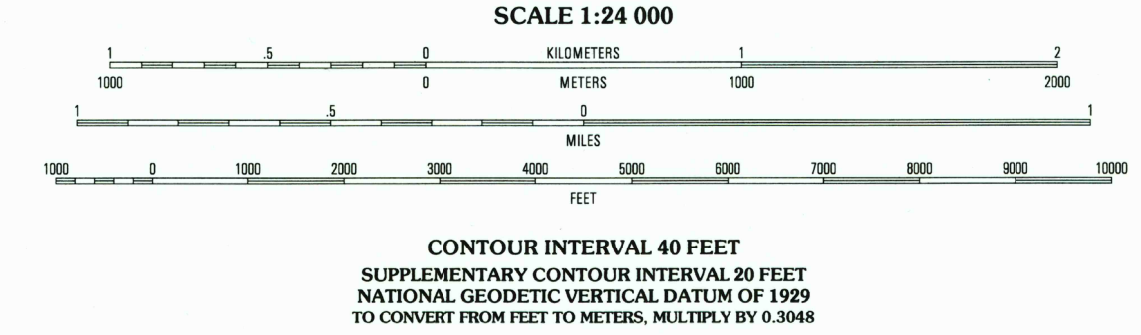 SCALE 1:24 000
1 .5 0 KILOMETERS 1 2
1000 0 METERS 1000 2000
1 .5 0 1
MILES
1000 0 1000 2000 3000 4000 5000 6000 7000 8000 9000 10000
FEET
CONTOUR INTERVAL 40 FEET
SUPPLEMENTARY CONTOUR INTERVAL 20 FEET
NATIONAL GEODETIC VERTICAL DATUM OF 1929
TO CONVERT FROM FEET TO METERS, MULTIPLY BY 0.3048